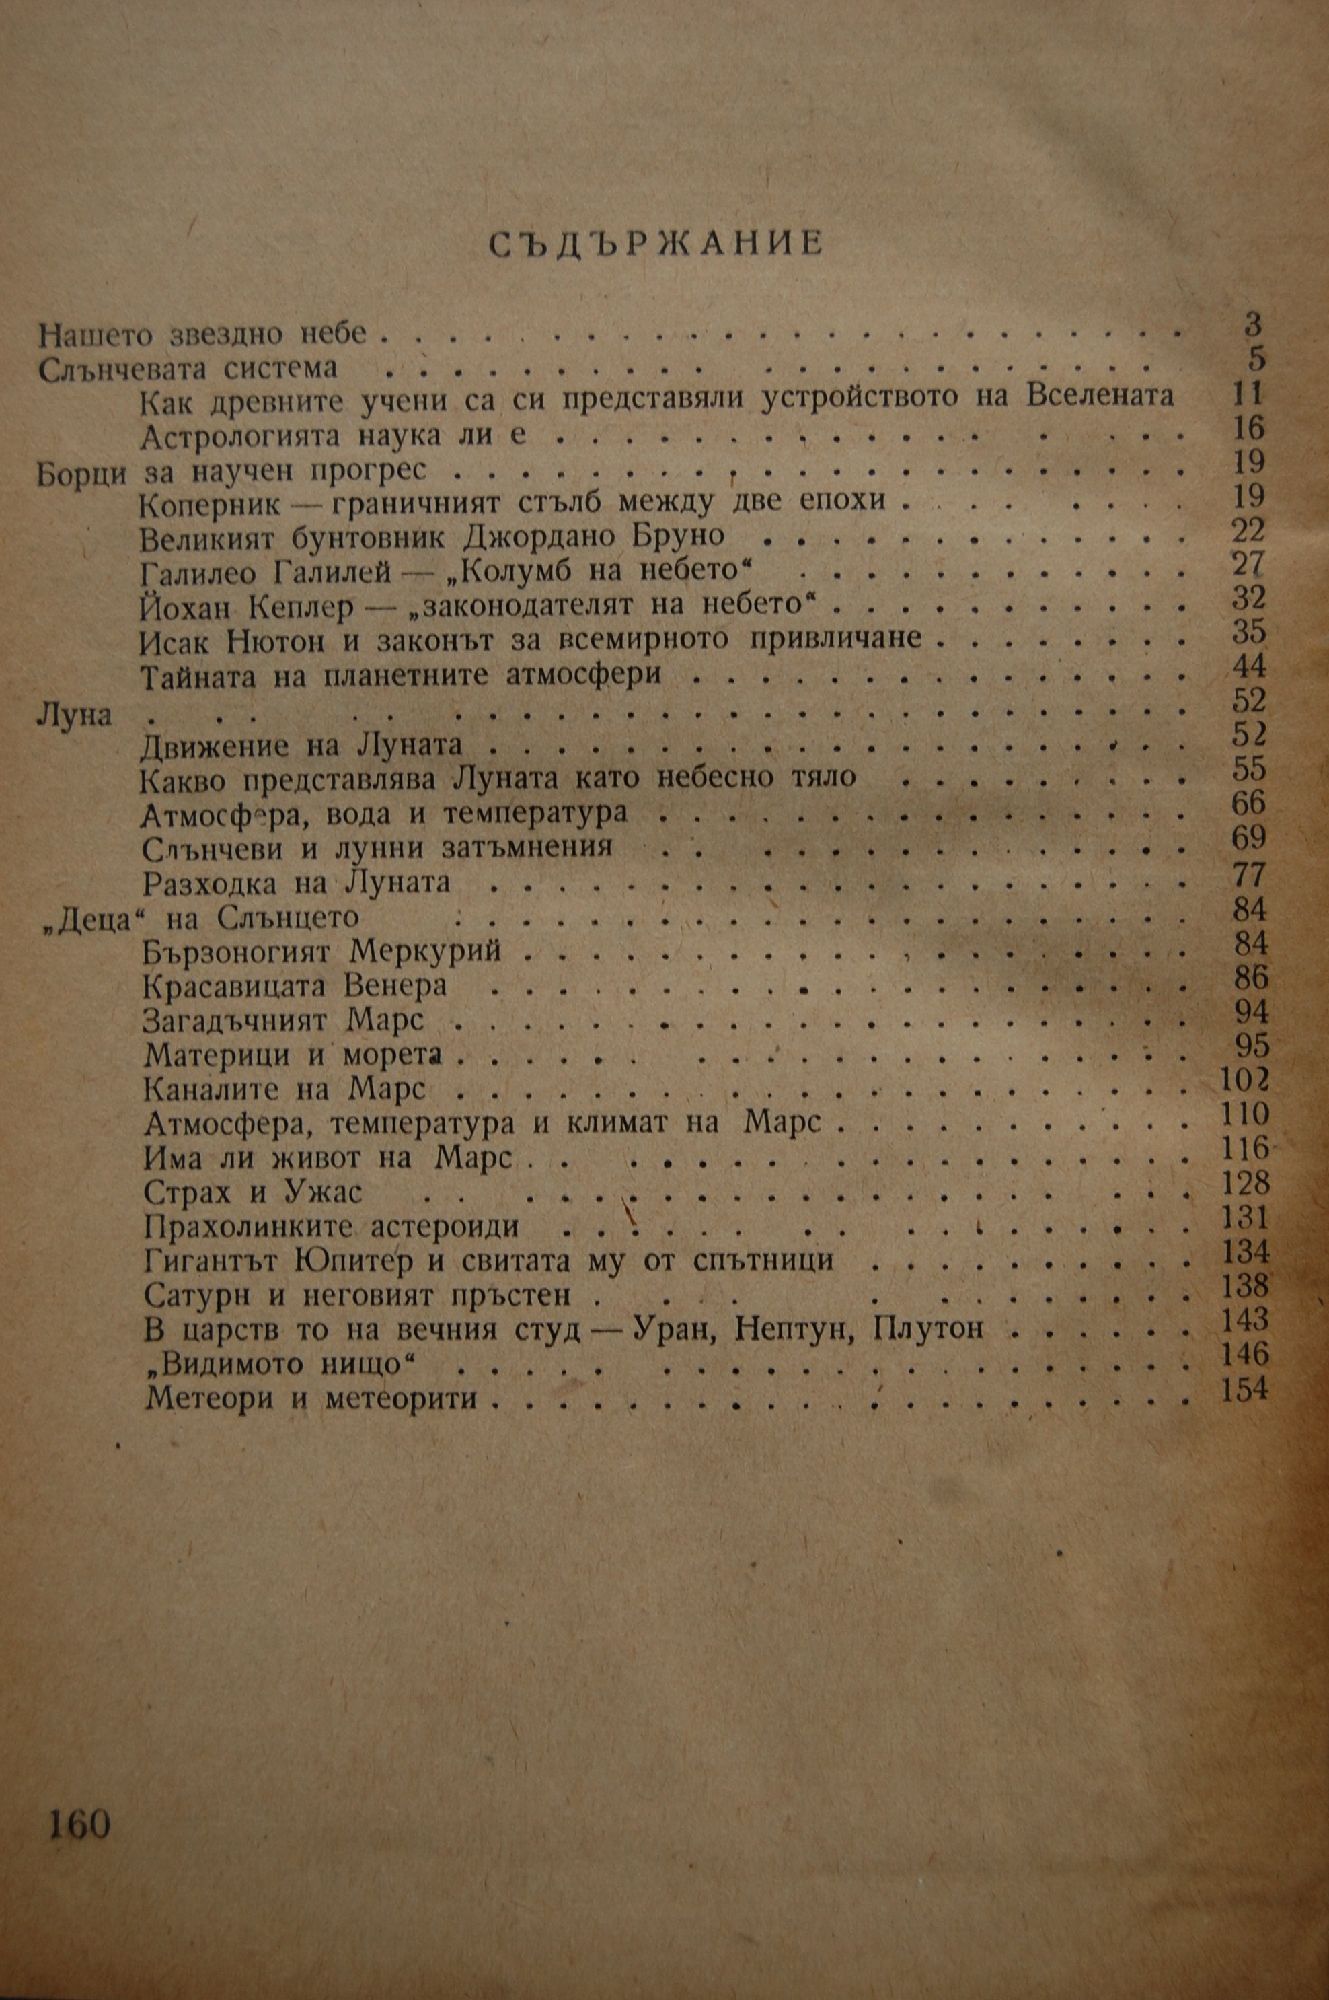 СЪДЪРЖАНИЕ
Нашето звездно небе . . . . . . . . . . . . . . . . . . . . . . . 3
Слънчевата система . . . . . . . . . . . . . . . . . . . . . . 5
Как древните учени са си представяли устройството на Вселената 11
Астрологията наука ли е . . . . . . . . . . . . . . . . . 16
Борци за научен прогрес . . . . . . . . . . . . . . . . . . . . . . 19
Коперник — граничният стълб между две епохи . . . . . . . . 19
Великият бунтовник Джордано Бруно . . . . . . . . . . . . . 22
Галилео Галилей — „Колумб на небето“ . . . . . . . . . . . . 27
Йохан Кеплер — „законодателят на небето“ . . . . . . . . . . . 32
Исак Нютон и законът за всемирното привличане . . . . . . . . 35
Тайната на планетните атмосфери . . . . . . . . . . . . . . . 44
Луна . . . . . . . . . . . . . . . . . . . . . . . . . . . 52
Движение на Луната . . . . . . . . . . . . . . . . . . . . . 52
Какво представлява Луната като небесно тяло . . . . . . . . . 55
Атмосфера, вода и температура . . . . . . . . . . . . . . . . 66
Слънчеви и лунни затъмнения . . . . . . . . . . . . . . . 69
Разходка на Луната . . . . . . . . . . . . . . . . . . . . . 77
„Деца“ на Слънцето . . . . . . . . . . . . . . . . . . . . . . 84
Бързоногият Меркурий . . . . . . . . . . . . . . . . . . . . 84
Красавицата Венера . . . . . . . . . . . . . . . . . . . . . 86
Загадъчният Марс . . . . . . . . . . . . . . . . . . . . . . 94
Материци и морета . . . . . . . . . . . . . . . . . . . . 95
Каналите на Марс . . . . . . . . . . . . . . . . . . . . . . 102
Атмосфера, температура и климат на Марс . . . . . . . . . . . 110
Има ли живот на Марс . . . . . . . . . . . . . . . . . . 116
Страх и Ужас . . . . . . . . . . . . . . . . . . . . 128
Прахолинките астероиди . . . . . . . . . . . . . . . . 131
Гигантът Юпитер и свитата му от спътници . . . . . . . . . . 134
Сатурн и неговият пръстен . . . . . . . . . . . . . 138
В царств то на вечния студ — Уран, Нептун, Плутон . . . . . . 143
„Видимото нищо“ . . . . . . . . . . . . . . . . . . . . . 146
Метеори и метеорити . . . . . . . . . . . . . . . . . . . . . 154
160